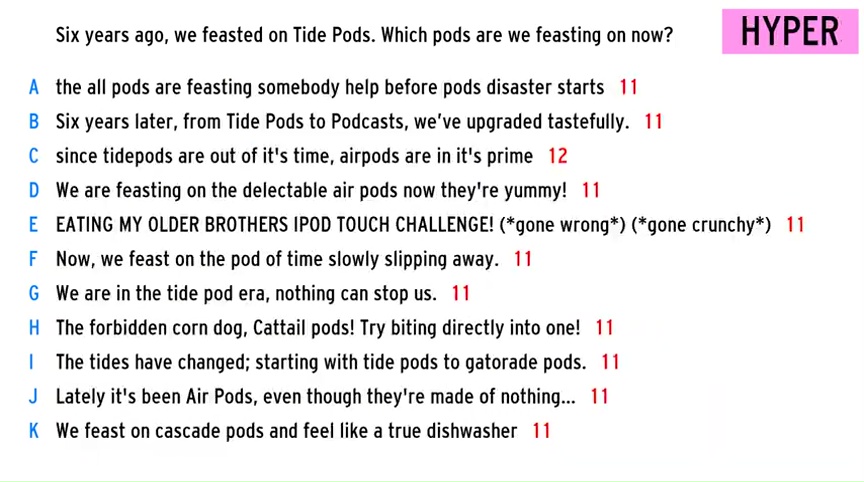 Six years ago, we feasted on Tide Pods. Which pods are we feasting on now?
HYPER
A the all pods are feasting somebody help before pods disaster starts 11
B Six years later, from Tide Pods to Podcasts, we've upgraded tastefully. 11
C since tidepods are out of it's time, airpods are in it's prime 12
D We are feasting on the delectable air pods now they're yummy! 11
E EATING MY OLDER BROTHERS IPOD TOUCH CHALLENGE! (*gone wrong*) (*gone crunchy*) 11
F Now, we feast on the pod of time slowly slipping away. 11
G We are in the tide pod era, nothing can stop us. 11
H The forbidden corn dog, Cattail pods! Try biting directly into one! 11
I The tides have changed; starting with tide pods to gatorade pods. 11
J Lately it's been Air Pods, even though they're made of nothing... 11
K We feast on cascade pods and feel like a true dishwasher 11